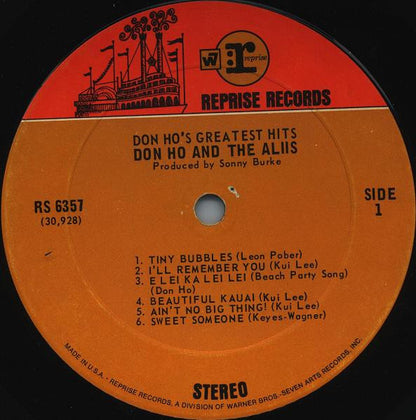 W7
r
reprise
REPRISE RECORDS
DON HO'S GREATEST HITS
DON HO AND THE ALIIS
Produced by Sonny Burke
RS 6357
(30,928)
SIDE
1
1. TINY BUBBLES (Leon Pober)
2. I'LL REMEMBER YOU (Kui Lee)
3. E LEI KA LEI LEI (Beach Party Song)
(Don Ho)
4. BEAUTIFUL KAUAI (Kui Lee)
5. AIN'T NO BIG THING! (Kui Lee)
6. SWEET SOMEONE (Keyes-Wagner)
STEREO
MADE IN U.S.A. · REPRISE RECORDS, A DIVISION OF WARNER BROS.-SEVEN ARTS RECORDS, INC.